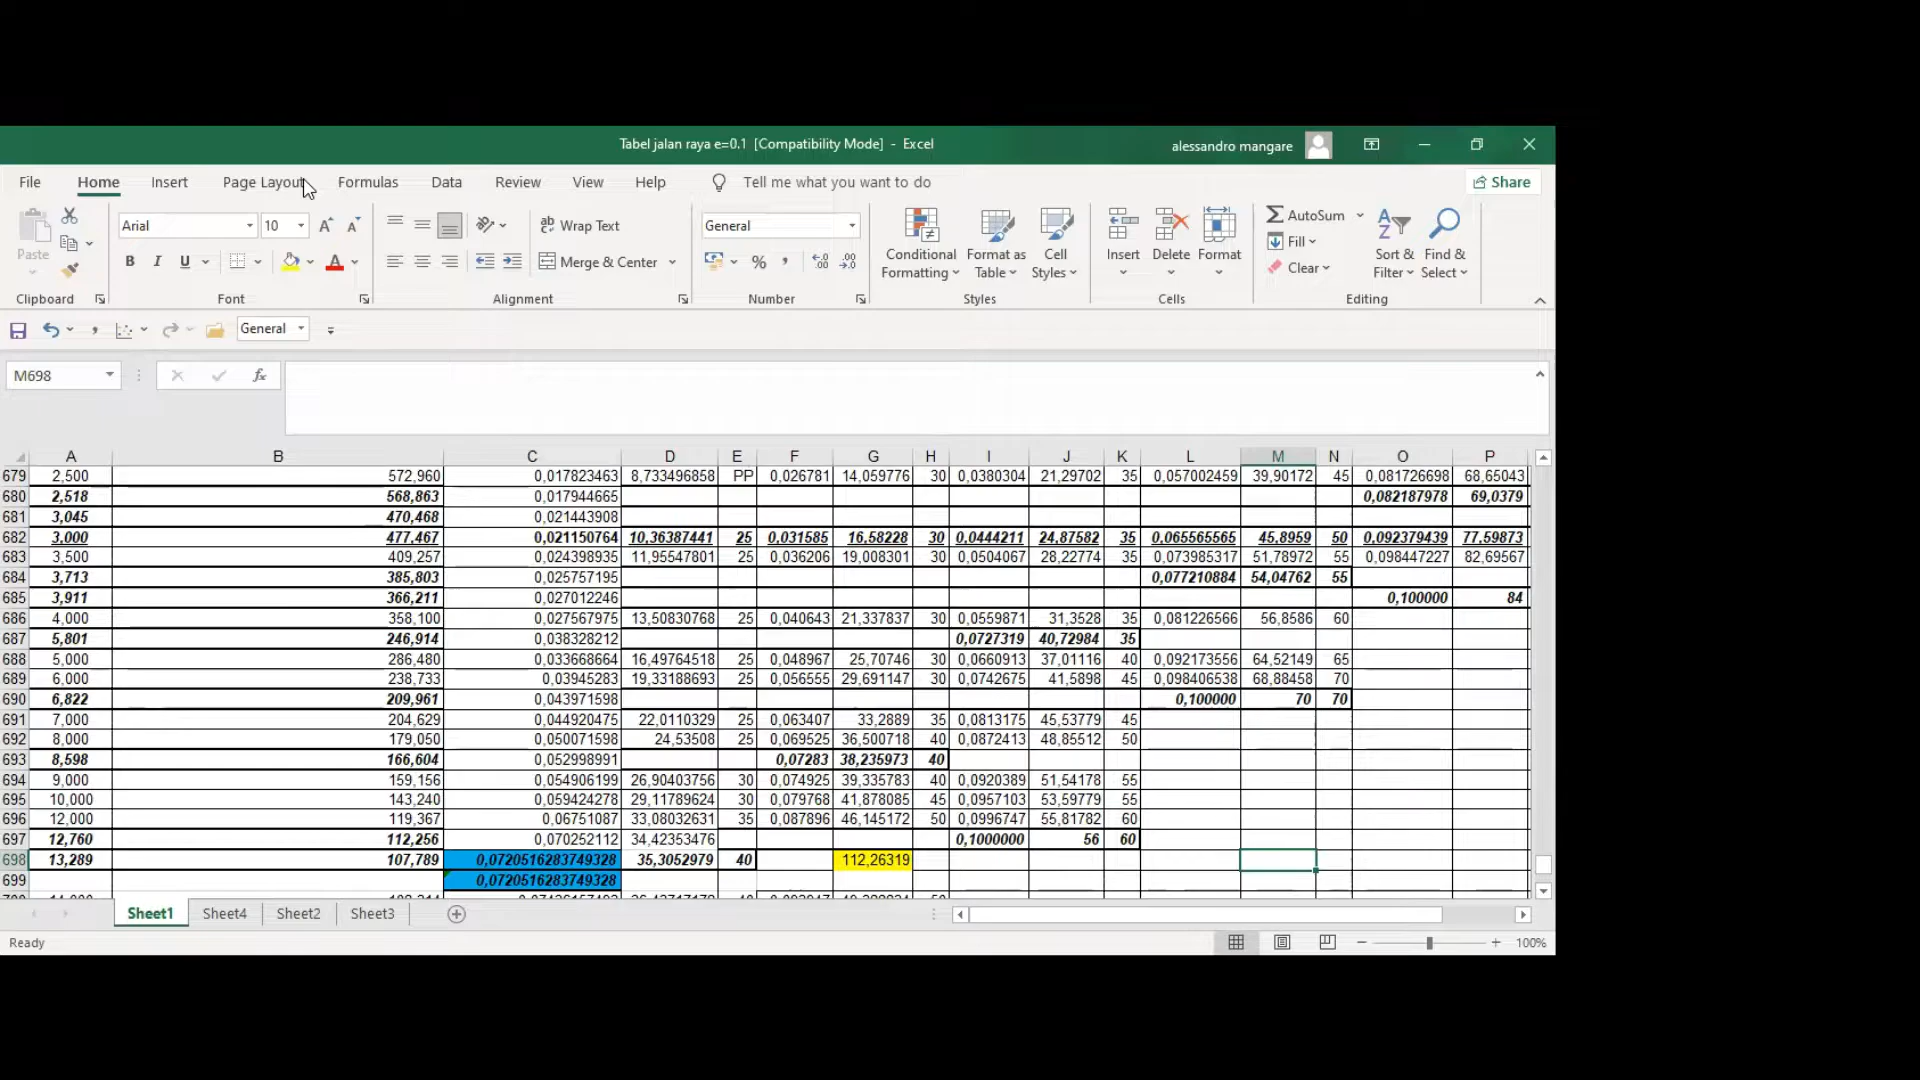 Tabel jalan raya e=0.1 [Compatibility Mode] - Excel
alessandro mangare
File Home Insert Page Layout Formulas Data Review View Help Tell me what you want to do Share
Paste Arial 10 Wrap Text General
Conditional Formatting Format as Table Cell Styles Insert Delete Format
AutoSum
Fill
Clear
Sort & Filter Find & Select
B I U A Merge & Center %
Clipboard Font Alignment Number Styles Cells Editing
General
M698 fx
A B C D E F G H I J K L M N O P
679 2,500 572,960 0,017823463 8,733496858 PP 0,026781 14,059776 30 0,0380304 21,29702 35 0,057002459 39,90172 45 0,081726698 68,65043
680 2,518 568,863 0,017944665 0,082187978 69,0379
681 3,045 470,468 0,021443908
682 3,000 477,467 0,021150764 10,36387441 25 0,031585 16,58228 30 0,0444211 24,87582 35 0,065565565 45,8959 50 0,092379439 77,59873
683 3,500 409,257 0,024398935 11,95547801 25 0,036206 19,008301 30 0,0504067 28,22774 35 0,073985317 51,78972 55 0,098447227 82,69567
684 3,713 385,803 0,025757195 0,077210884 54,04762 55
685 3,911 366,211 0,027012246 0,100000 84
686 4,000 358,100 0,027567975 13,50830768 25 0,040643 21,337837 30 0,0559871 31,3528 35 0,081226566 56,8586 60
687 5,801 246,914 0,038328212 0,0727319 40,72984 35
688 5,000 286,480 0,033668664 16,49764518 25 0,048967 25,70746 30 0,0660913 37,01116 40 0,092173556 64,52149 65
689 6,000 238,733 0,03945283 19,33188693 25 0,056555 29,691147 30 0,0742675 41,5898 45 0,098406538 68,88458 70
690 6,822 209,961 0,043971598 0,100000 70 70
691 7,000 204,629 0,044920475 22,0110329 25 0,063407 33,2889 35 0,0813175 45,53779 45
692 8,000 179,050 0,050071598 24,53508 25 0,069525 36,500718 40 0,0872413 48,85512 50
693 8,598 166,604 0,052998991 0,07283 38,235973 40
694 9,000 159,156 0,054906199 26,90403756 30 0,074925 39,335783 40 0,0920389 51,54178 55
695 10,000 143,240 0,059424278 29,11789624 30 0,079768 41,878085 45 0,0957103 53,59779 55
696 12,000 119,367 0,06751087 33,08032631 35 0,087896 46,145172 50 0,0996747 55,81782 60
697 12,760 112,256 0,070252112 34,42353476 0,1000000 56 60
698 13,289 107,789 0,0720516283749328 35,3052979 40 112,26319
699 0,0720516283749328
Sheet1 Sheet4 Sheet2 Sheet3
Ready 100%